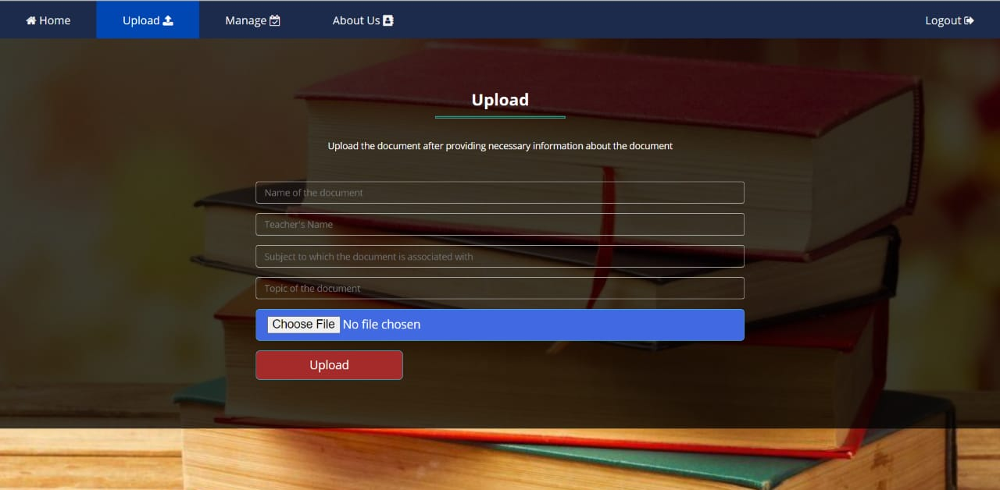 Home Upload Manage About Us Logout
Upload
Upload the document after providing necessary information about the document
Name of the document
Teacher's Name
Subject to which the document is associated with
Topic of the document
Choose File No file chosen
Upload